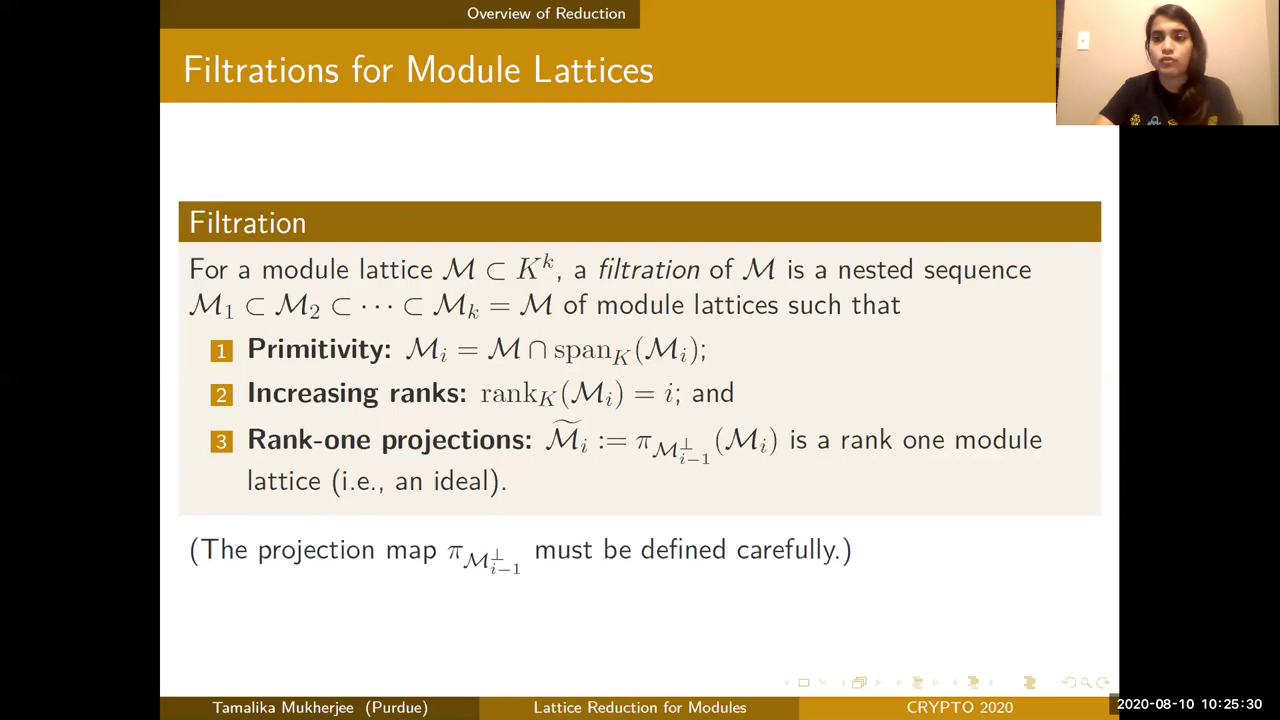 Overview of Reduction
Filtrations for Module Lattices
Filtration
For a module lattice ℳ ⊂ K^k, a filtration of ℳ is a nested sequence
ℳ_1 ⊂ ℳ_2 ⊂ ⋯ ⊂ ℳ_k = ℳ of module lattices such that
1 Primitivity: ℳ_i = ℳ ∩ span_K(ℳ_i);
2 Increasing ranks: rank_K(ℳ_i) = i; and
3 Rank-one projections: ℳ̃_i := π_{ℳ_{i−1}^⊥}(ℳ_i) is a rank one module
lattice (i.e., an ideal).
(The projection map π_{ℳ_{i−1}^⊥} must be defined carefully.)
Tamalika Mukherjee (Purdue) Lattice Reduction for Modules CRYPTO 2020
2020-08-10 10:25:30